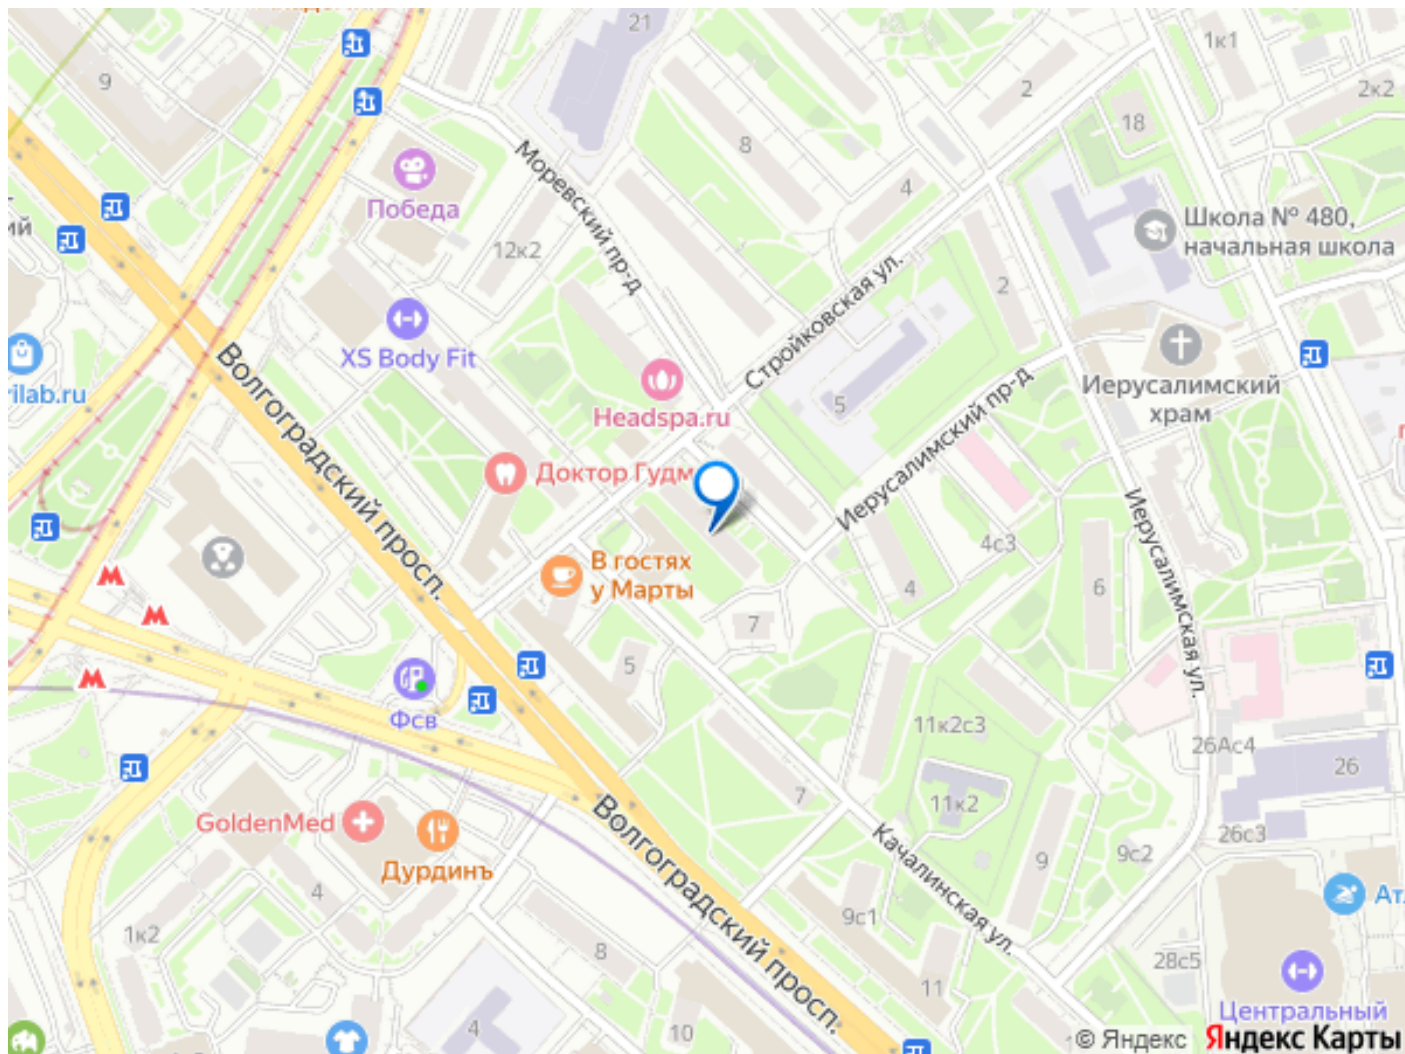 21
1к1
9
2
2к2
18
8
Моревский пр-д
4
Победа
Школа № 480,
начальная школа
ий
12к2
Стройковская ул.
2
XS Body Fit
Волгоградский просп.
rilab.ru
Headspa.ru
5
Иерусалимский
храм
Иерусалимский пр-д
Доктор Гудм
Иерусалимская ул.
4с3
В гостях
у Марты
4
6
7
5
Фсв
11к2с3
26Ас4
26
7
11к2
GoldenMed
Волгоградский просп.
Качалинская ул.
26с3
Дурдинъ
9
9с2
4
Ат
9с1
1к2
8
28с5
11
Центральный
4
10
© Яндекс Яндекс Карты